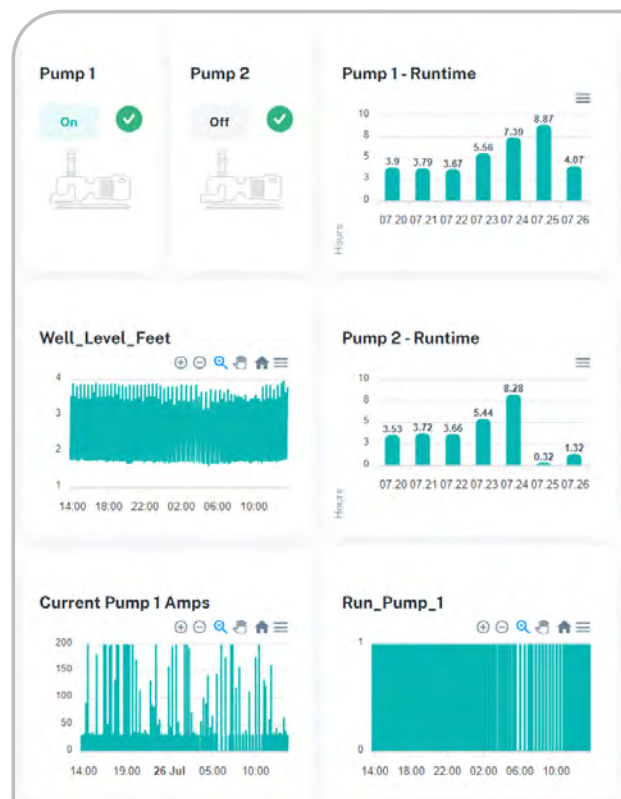 Pump 1
On
Pump 2
Off
Pump 1 - Runtime
10
8
5
3
0
3.9
3.79
3.67
5.56
7.39
8.87
4.07
07.20 07.21 07.22 07.23 07.24 07.25 07.26
Hours
Well_Level_Feet
4
3
2
1
14:00 18:00 22:00 02:00 06:00 10:00
Pump 2 - Runtime
10
8
5
3
0
3.53
3.72
3.66
5.44
8.28
0.32
1.32
07.20 07.21 07.22 07.23 07.24 07.25 07.26
Hours
Current Pump 1 Amps
200
150
100
50
0
14:00 19:00 26 Jul 05:00 10:00
Run_Pump_1
1
0
14:00 18:00 22:00 02:00 06:00 10:00